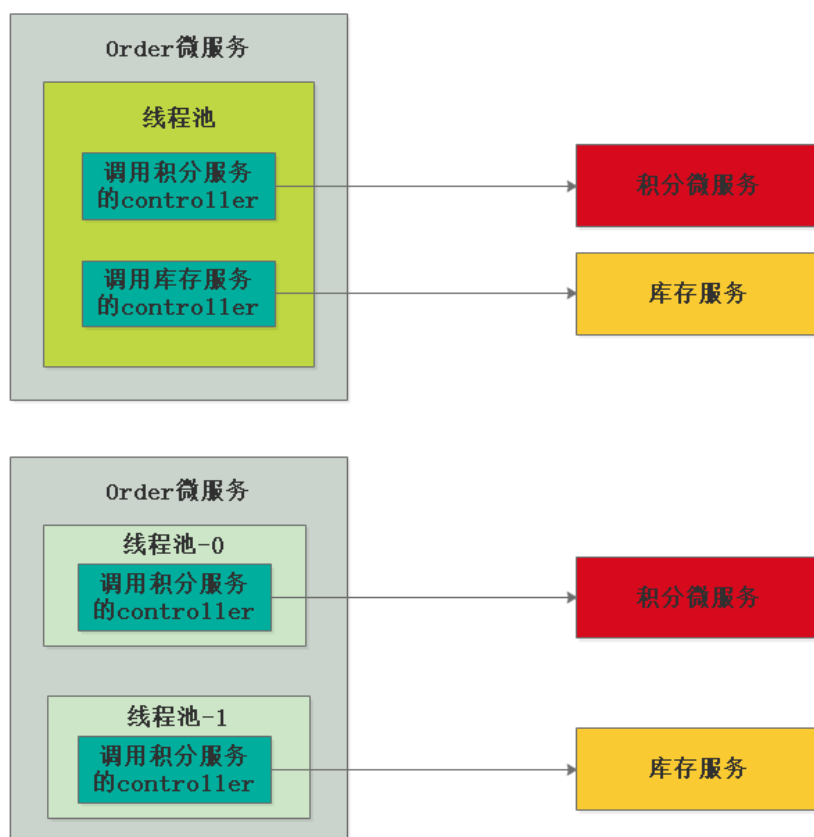 Order微服务
线程池
调用积分服务
的controller
积分微服务
调用库存服务
的controller
库存服务
Order微服务
线程池-0
调用积分服务
的controller
积分微服务
线程池-1
调用积分服务
的controller
库存服务